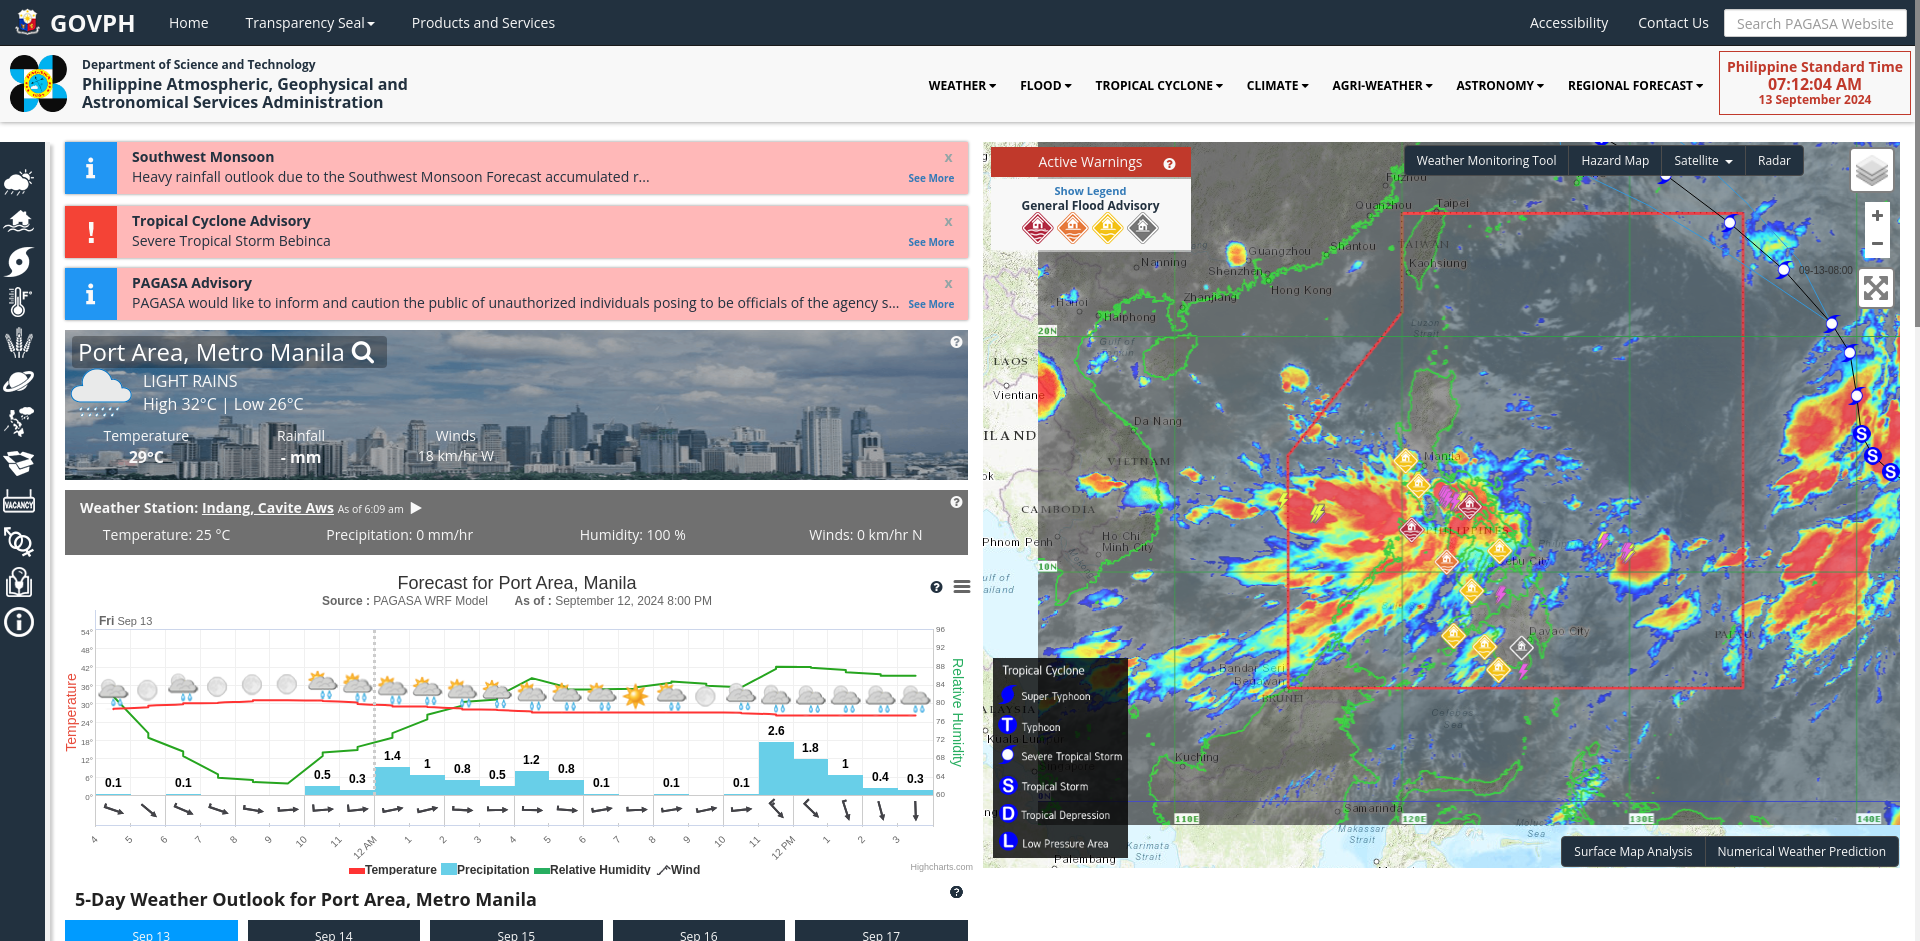 GOVPH
Home
Transparency Seal
Products and Services
Accessibility
Contact Us
Search PAGASA Website
Department of Science and Technology
Philippine Atmospheric, Geophysical and
Astronomical Services Administration
WEATHER
FLOOD
TROPICAL CYCLONE
CLIMATE
AGRI-WEATHER
ASTRONOMY
REGIONAL FORECAST
Philippine Standard Time
07:12:04 AM
13 September 2024
VACANCY
Southwest Monsoon
x
Heavy rainfall outlook due to the Southwest Monsoon Forecast accumulated r...
See More
Tropical Cyclone Advisory
x
Severe Tropical Storm Bebinca
See More
PAGASA Advisory
x
PAGASA would like to inform and caution the public of unauthorized individuals posing to be officials of the agency s...
See More
Port Area, Metro Manila
LIGHT RAINS
High 32°C | Low 26°C
Temperature
Rainfall
Winds
29°C
- mm
18 km/hr W
Weather Station: Indang, Cavite Aws As of 6:09 am
Temperature: 25 °C
Precipitation: 0 mm/hr
Humidity: 100 %
Winds: 0 km/hr N
Forecast for Port Area, Manila
Source : PAGASA WRF Model As of : September 12, 2024 8:00 PM
Fri Sep 13
54°
48°
42°
36°
30°
24°
18°
12°
6°
0°
Temperature
96
92
88
84
80
76
72
68
64
60
Relative Humidity
0.1
0.1
0.5
0.3
1.4
1
0.8
0.5
1.2
0.8
0.1
0.1
0.1
2.6
1.8
1
0.4
0.3
4
5
6
7
8
9
10
11
12 AM
1
2
3
4
5
6
7
8
9
10
11
12 PM
1
2
3
Temperature
Precipitation
Relative Humidity
Wind
Highcharts.com
5-Day Weather Outlook for Port Area, Metro Manila
Sep 13
Sep 14
Sep 15
Sep 16
Sep 17
Active Warnings
Show Legend
General Flood Advisory
Weather Monitoring Tool
Hazard Map
Satellite
Radar
+
−
Fuzhou
Quanzhou
Taipei
TAIWAN
Kaohsiung
Shantou
Guangzhou
Nanning
Shenzhen
Hong Kong
Zhanjiang
Hanoi
Haiphong
Gulf of
Luzon
Strait
09-13-08:00
20N
LAOS
Vientiane
Da Nang
ILAND
VIETNAM
Manila
CAMBODIA
PHILIPPINES
Phnom Penh
Ho Chi
Minh City
10N
ulf of
ailand
Cebu City
Davao City
PALAU
Bandar Seri
Begawan
BRUNEI
Celebes
Sea
Kuching
Samarinda
110E
120E
130E
140E
Makassar
Strait
Karimata
Strait
Palembang
Tropical Cyclone
Super Typhoon
T Typhoon
Severe Tropical Storm
S Tropical Storm
D Tropical Depression
L Low Pressure Area
S
S
S
Surface Map Analysis
Numerical Weather Prediction